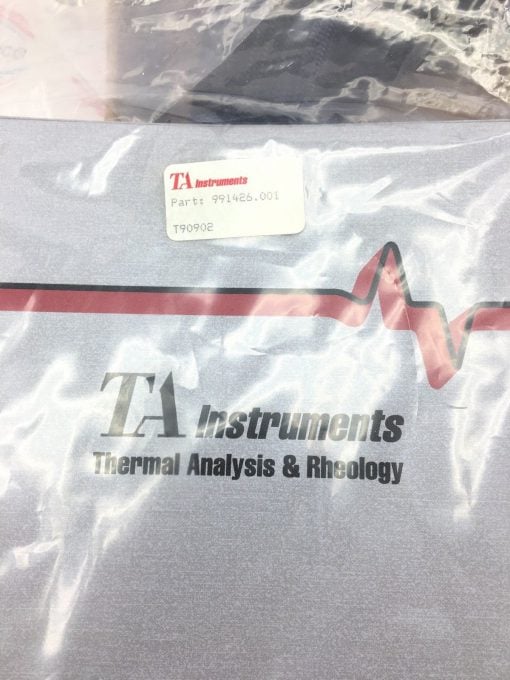 TA Instruments
Part: 991426.001
T90902
TA Instruments
Thermal Analysis & Rheology